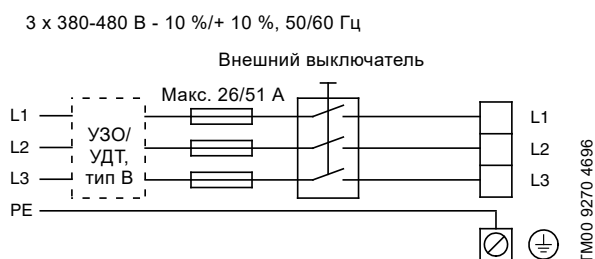 3 x 380-480 В - 10 %/+ 10 %, 50/60 Гц
Внешний выключатель
Макс. 26/51 А
L1
L2
L3
PE
УЗО/
УДТ,
тип В
L1
L2
L3
TM00 9270 4696